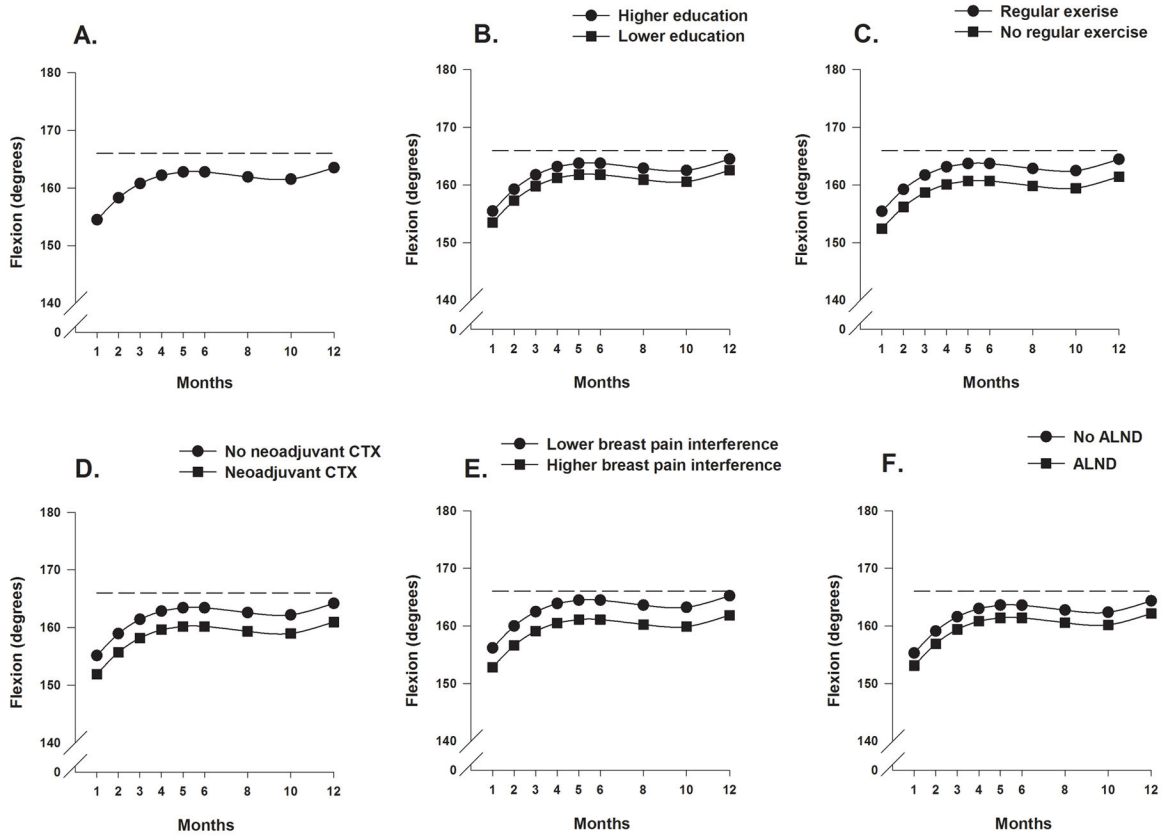 A.
Flexion (degrees)
180
170
160
150
140
0
1 2 3 4 5 6 8 10 12
Months
B.
Higher education
Lower education
Flexion (degrees)
180
170
160
150
140
0
1 2 3 4 5 6 8 10 12
Months
C.
Regular exerise
No regular exercise
Flexion (degrees)
180
170
160
150
140
0
1 2 3 4 5 6 8 10 12
Months
D.
No neoadjuvant CTX
Neoadjuvant CTX
Flexion (degrees)
180
170
160
150
140
0
1 2 3 4 5 6 8 10 12
Months
E.
Lower breast pain interference
Higher breast pain interference
Flexion (degrees)
180
170
160
150
140
0
1 2 3 4 5 6 8 10 12
Months
F.
No ALND
ALND
Flexion (degrees)
180
170
160
150
140
0
1 2 3 4 5 6 8 10 12
Months